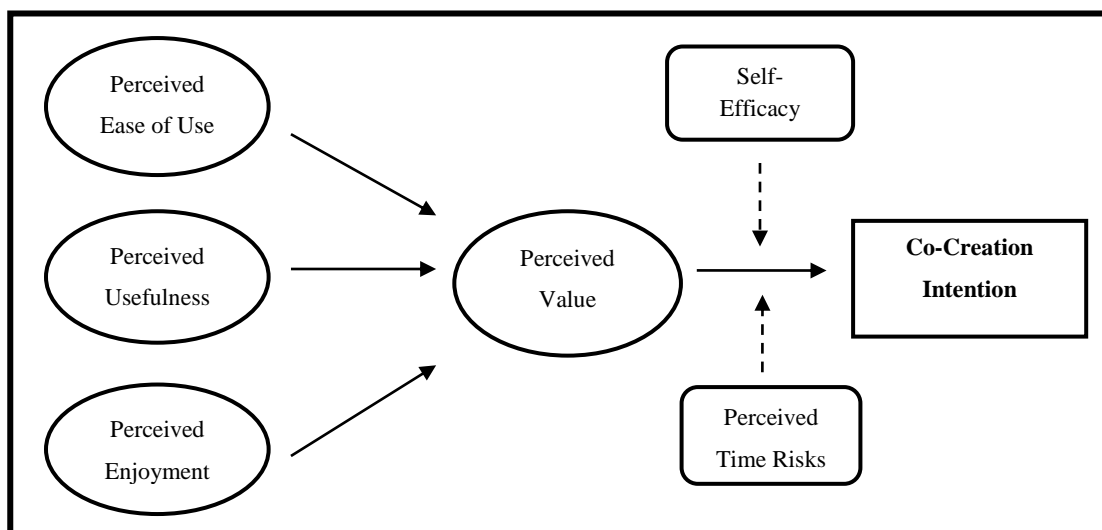 Perceived
Ease of Use
Perceived
Usefulness
Perceived
Enjoyment
Perceived
Value
Self-
Efficacy
Perceived
Time Risks
Co-Creation
Intention